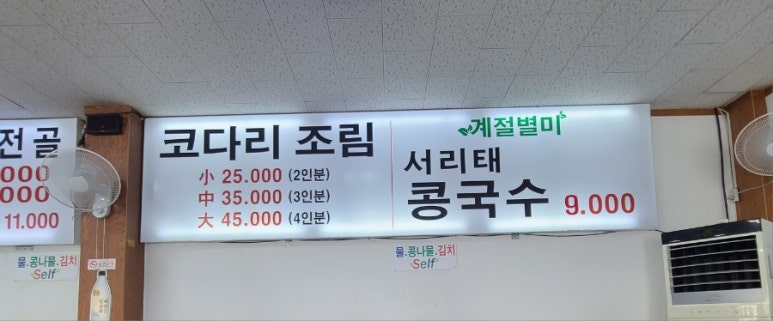 전골
000
000
11.000
코다리 조림
小 25.000 (2인분)
中 35.000 (3인분)
大 45.000 (4인분)
계절별미
서리태
콩국수 9.000
물.콩나물.김치
Self
물.콩나물.김치
Self